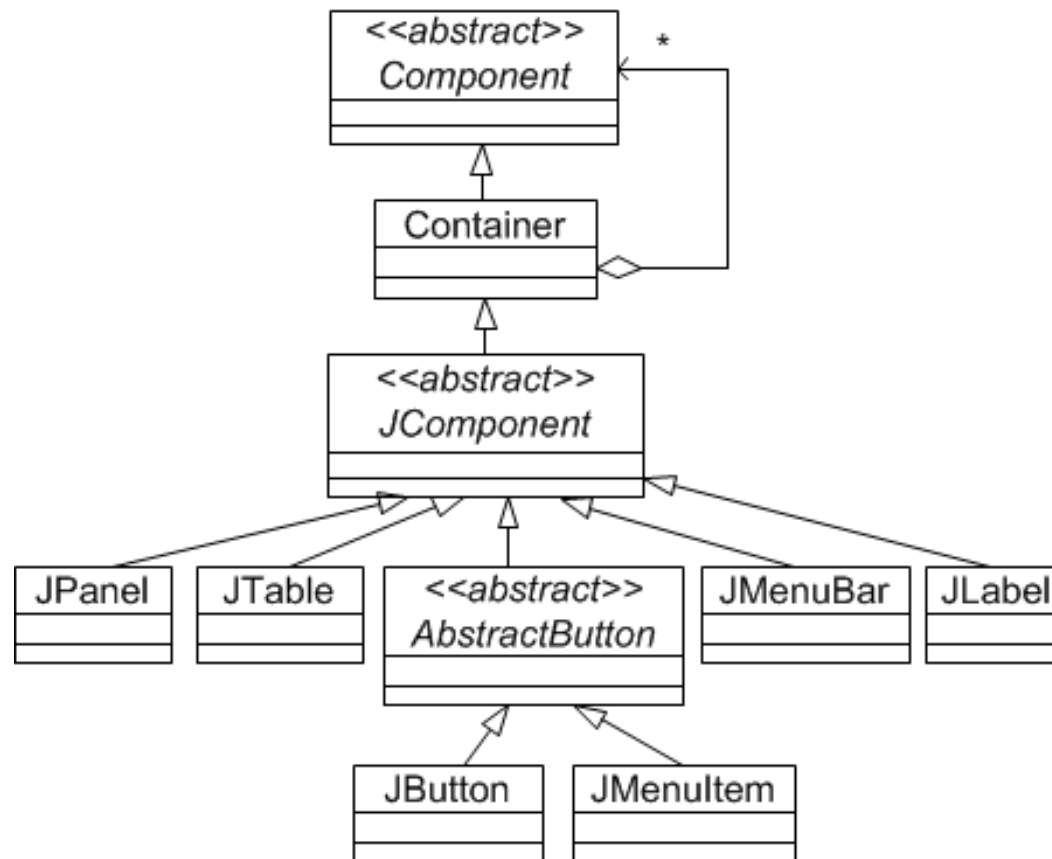 <<abstract>>
Component
*
Container
<<abstract>>
JComponent
JPanel
JTable
<<abstract>>
AbstractButton
JMenuBar
JLabel
JButton
JMenuItem